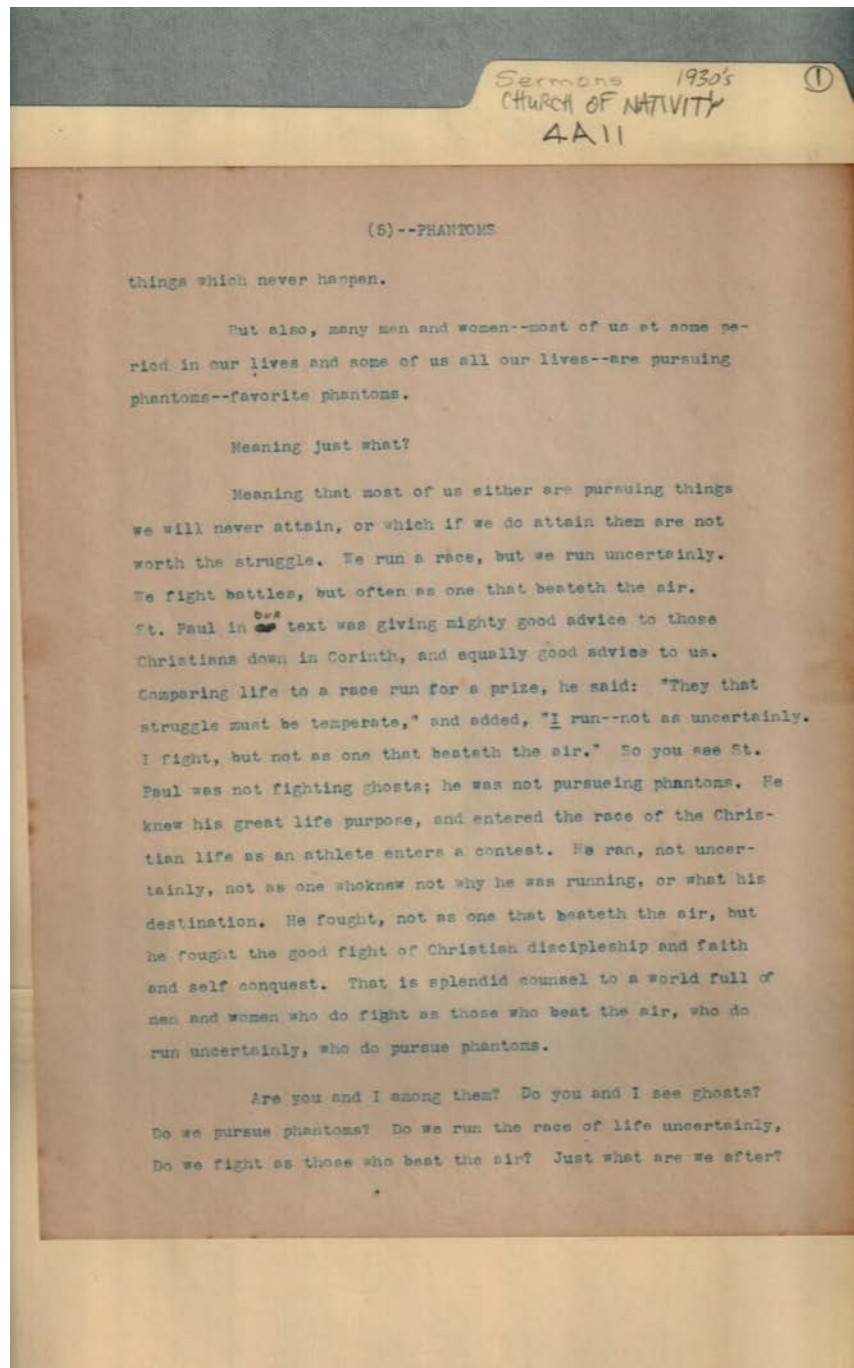 Sermons 1930's ①
CHURCH OF NATIVITY
4A11
(5)--PHANTOMS
things which never happen.
But also, many men and women--most of us at some pe-
riod in our lives and some of us all our lives--are pursuing
phantoms--favorite phantoms.
Meaning just what?
Meaning that most of us either are pursuing things
we will never attain, or which if we do attain them are not
worth the struggle. We run a race, but we run uncertainly.
We fight battles, but often as one that beateth the air.
St. Paul in our text was giving mighty good advice to those
Christians down in Corinth, and equally good advise to us.
Comparing life to a race run for a prize, he said: "They that
struggle must be temperate," and added, "I run--not as uncertainly.
I fight, but not as one that beateth the air." So you see St.
Paul was not fighting ghosts; he was not pursueing phantoms. He
knew his great life purpose, and entered the race of the Chris-
tian life as an athlete enters a contest. He ran, not uncer-
tainly, not as one whoknew not why he was running, or what his
destination. He fought, not as one that beateth the air, but
he fought the good fight of Christian discipleship and faith
and self conquest. That is splendid counsel to a world full of
men and women who do fight as those who beat the air, who do
run uncertainly, who do pursue phantoms.
Are you and I among them? Do you and I see ghosts?
Do we pursue phantoms? Do we run the race of life uncertainly,
Do we fight as those who beat the air? Just what are we after?